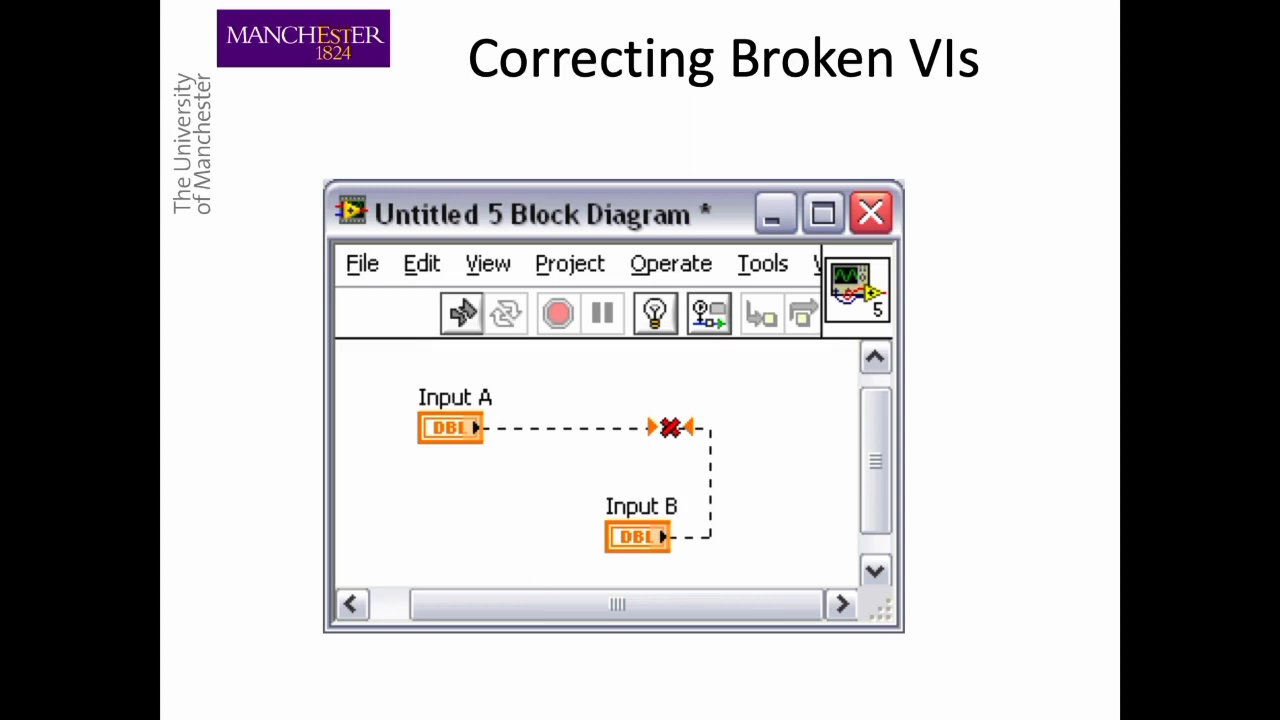 MANCHESTER
1824
The University
of Manchester
Correcting Broken VIs
Untitled 5 Block Diagram *
File Edit View Project Operate Tools
5
Input A
DBL
Input B
DBL